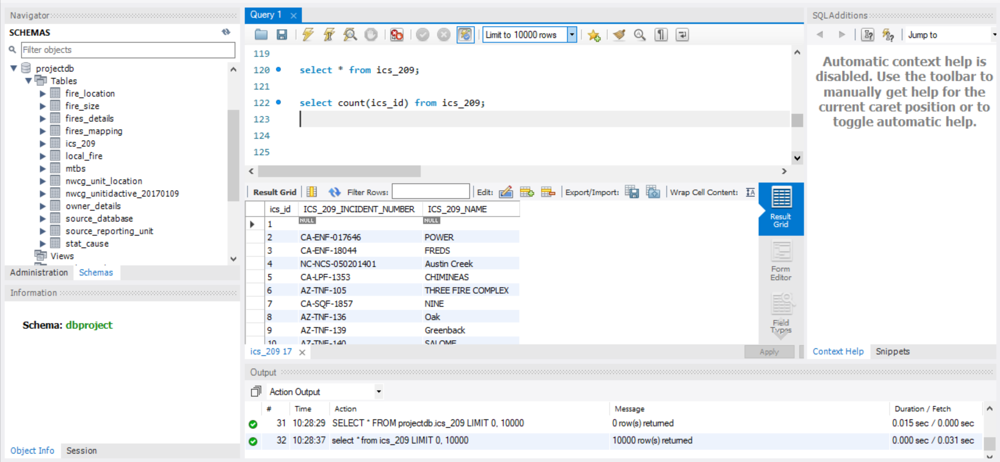 Navigator
SCHEMAS
Filter objects
projectdb
Tables
fire_location
fire_size
fires_details
fires_mapping
ics_209
local_fire
mtbs
nwcg_unit_location
nwcg_unitidactive_20170109
owner_details
source_database
source_reporting_unit
stat_cause
Views
Administration Schemas
Information
Schema: dbproject
Object Info Session
Query 1
Limit to 10000 rows
119
120 select * from ics_209;
121
122 select count(ics_id) from ics_209;
123
124
125
Result Grid Filter Rows: Edit: Export/Import: Wrap Cell Content:
ics_id ICS_209_INCIDENT_NUMBER ICS_209_NAME
1 NULL NULL
2 CA-ENF-017646 POWER
3 CA-ENF-18044 FREDS
4 NC-NCS-050201401 Austin Creek
5 CA-LPF-1353 CHIMINEAS
6 AZ-TNF-105 THREE FIRE COMPLEX
7 CA-SQF-1857 NINE
8 AZ-TNF-136 Oak
9 AZ-TNF-139 Greenback
10 AZ-TNF-140 SALOME
Result
Grid
Form
Editor
Field
Types
ics_209 17
Apply
SQLAdditions
Jump to
Automatic context help is
disabled. Use the toolbar to
manually get help for the
current caret position or to
toggle automatic help.
Context Help Snippets
Output
Action Output
# Time Action Message Duration / Fetch
31 10:28:29 SELECT * FROM projectdb.ics_209 LIMIT 0, 10000 0 row(s) returned 0.015 sec / 0.000 sec
32 10:28:37 select * from ics_209 LIMIT 0, 10000 10000 row(s) returned 0.000 sec / 0.031 sec